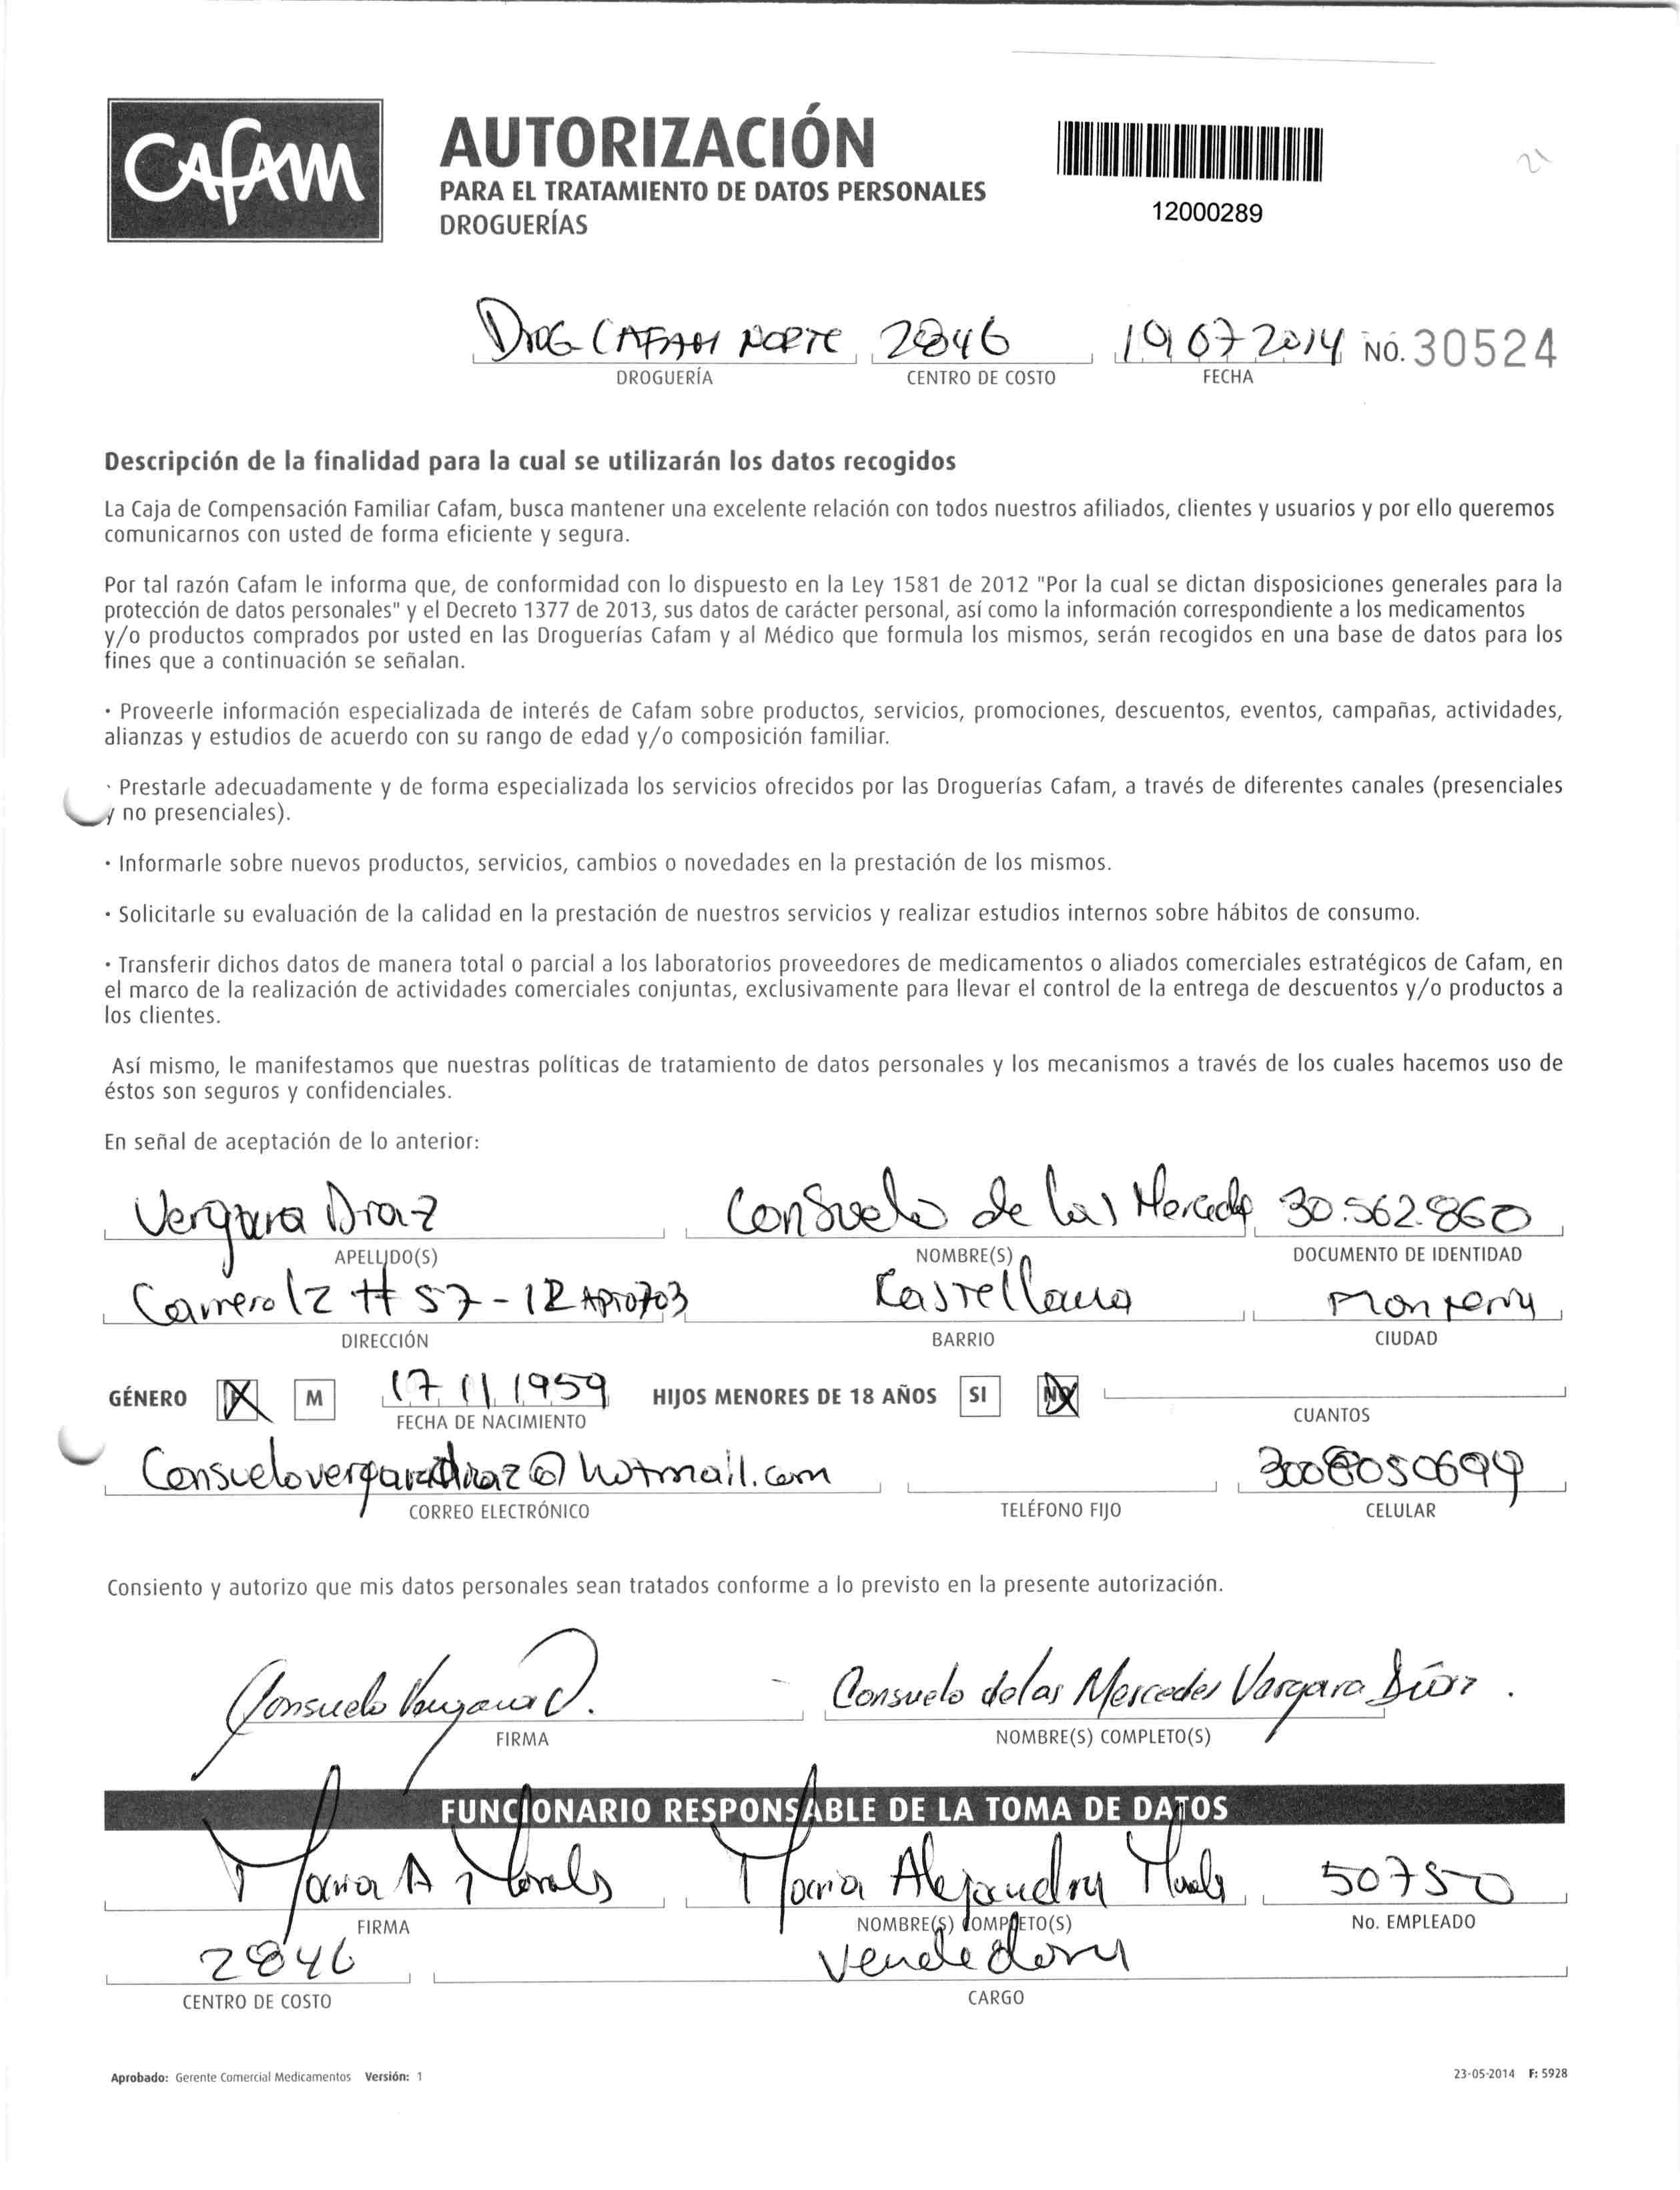 CAFAM
AUTORIZACIÓN
PARA EL TRATAMIENTO DE DATOS PERSONALES
DROGUERÍAS
12000289
21
Drog CAFAM NORTE 2846 19 07 2014 NO. 30524
DROGUERÍA CENTRO DE COSTO FECHA
Descripción de la finalidad para la cual se utilizarán los datos recogidos
La Caja de Compensación Familiar Cafam, busca mantener una excelente relación con todos nuestros afiliados, clientes y usuarios y por ello queremos
comunicarnos con usted de forma eficiente y segura.
Por tal razón Cafam le informa que, de conformidad con lo dispuesto en la Ley 1581 de 2012 "Por la cual se dictan disposiciones generales para la
protección de datos personales" y el Decreto 1377 de 2013, sus datos de carácter personal, así como la información correspondiente a los medicamentos
y/o productos comprados por usted en las Droguerías Cafam y al Médico que formula los mismos, serán recogidos en una base de datos para los
fines que a continuación se señalan.
· Proveerle información especializada de interés de Cafam sobre productos, servicios, promociones, descuentos, eventos, campañas, actividades,
alianzas y estudios de acuerdo con su rango de edad y/o composición familiar.
· Prestarle adecuadamente y de forma especializada los servicios ofrecidos por las Droguerías Cafam, a través de diferentes canales (presenciales
y no presenciales).
· Informarle sobre nuevos productos, servicios, cambios o novedades en la prestación de los mismos.
· Solicitarle su evaluación de la calidad en la prestación de nuestros servicios y realizar estudios internos sobre hábitos de consumo.
· Transferir dichos datos de manera total o parcial a los laboratorios proveedores de medicamentos o aliados comerciales estratégicos de Cafam, en
el marco de la realización de actividades comerciales conjuntas, exclusivamente para llevar el control de la entrega de descuentos y/o productos a
los clientes.
Así mismo, le manifestamos que nuestras políticas de tratamiento de datos personales y los mecanismos a través de los cuales hacemos uso de
éstos son seguros y confidenciales.
En señal de aceptación de lo anterior:
Vergara Diaz Consuelo de las Mercede 30.562.860
APELLIDO(S) NOMBRE(S) DOCUMENTO DE IDENTIDAD
Carrera 12 # 57-12 Apto 703 Castellana Monteria
DIRECCIÓN BARRIO CIUDAD
GÉNERO F M 17 11 1959 HIJOS MENORES DE 18 AÑOS SI NO
FECHA DE NACIMIENTO CUANTOS
Consuelovergaradiaz@hotmail.com 3008050699
CORREO ELECTRÓNICO TELÉFONO FIJO CELULAR
Consiento y autorizo que mis datos personales sean tratados conforme a lo previsto en la presente autorización.
Consuelo Vergara D. Consuelo de las Mercedes Vergara Díaz.
FIRMA NOMBRE(S) COMPLETO(S)
FUNCIONARIO RESPONSABLE DE LA TOMA DE DATOS
Maria A Morales Maria Alejandra Morales 50750
FIRMA NOMBRE(S) COMPLETO(S) No. EMPLEADO
2846 Vendedora
CENTRO DE COSTO CARGO
Aprobado: Gerente Comercial Medicamentos Versión: 1 23-05-2014 F: 5928